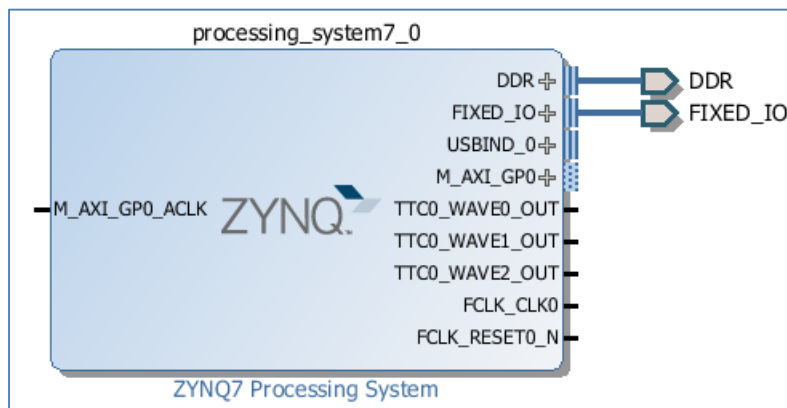 processing_system7_0
DDR
DDR
FIXED_IO
FIXED_IO
USBIND_0
M_AXI_GP0
M_AXI_GP0_ACLK
ZYNQ
TTC0_WAVE0_OUT
TTC0_WAVE1_OUT
TTC0_WAVE2_OUT
FCLK_CLK0
FCLK_RESET0_N
ZYNQ7 Processing System